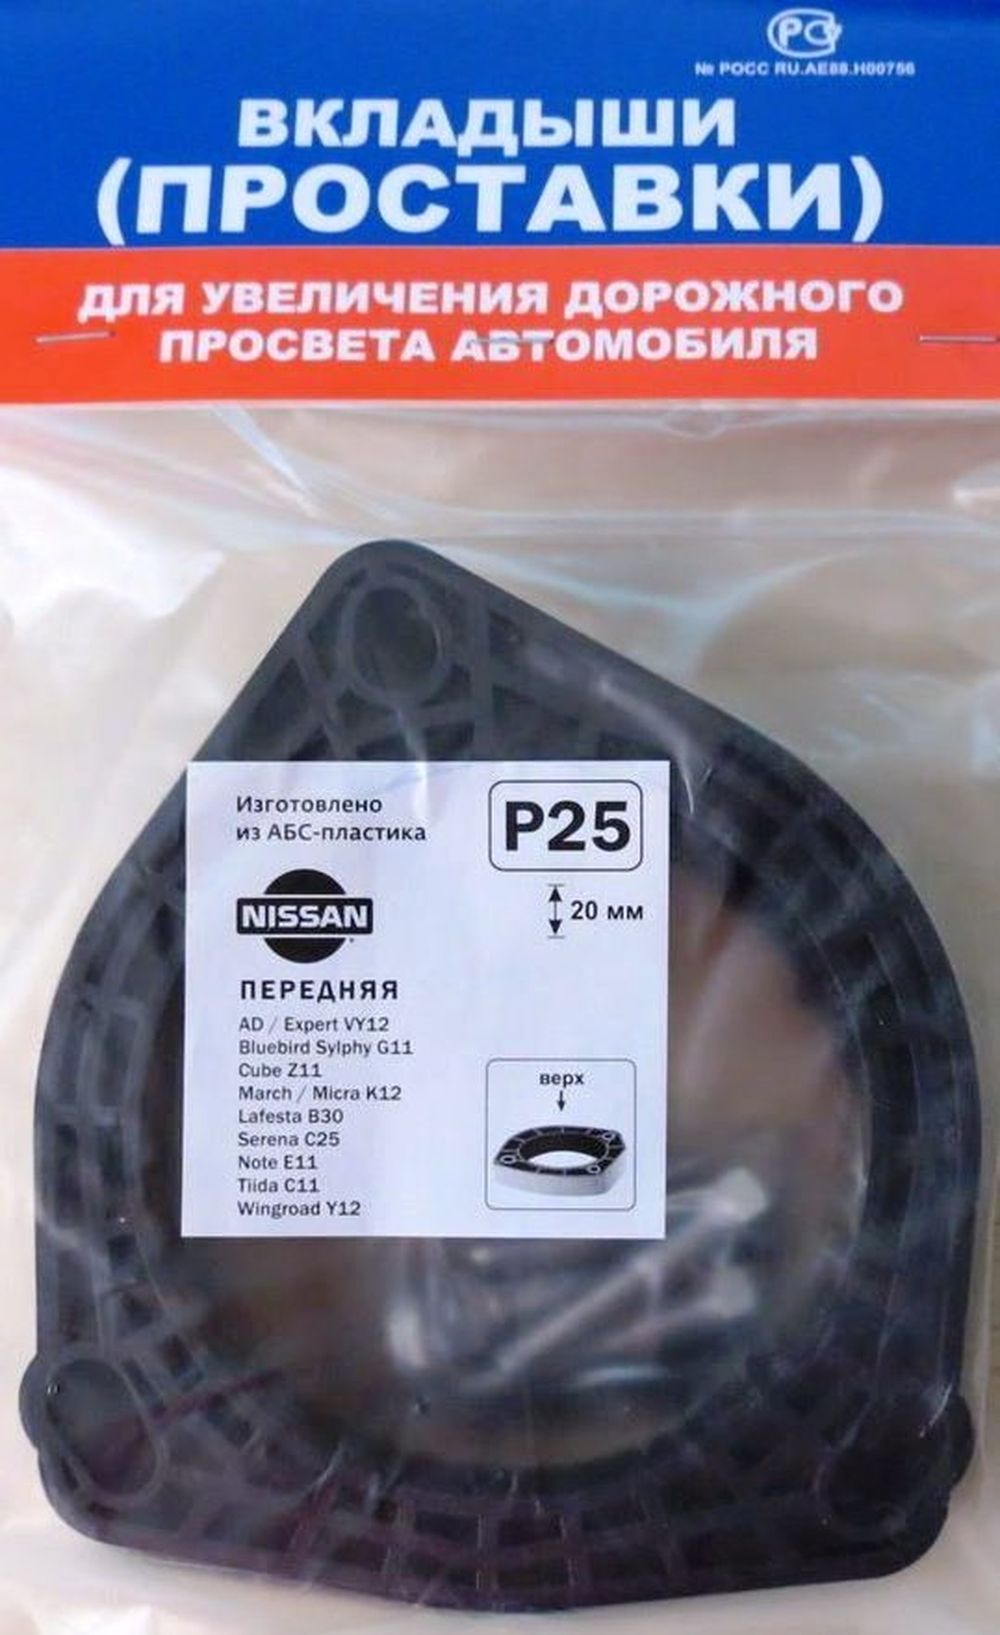 РС
№ РОСС RU.АЕ88.Н00756
ВКЛАДЫШИ
(ПРОСТАВКИ)
ДЛЯ УВЕЛИЧЕНИЯ ДОРОЖНОГО
ПРОСВЕТА АВТОМОБИЛЯ
Изготовлено
из АБС-пластика
P25
20 мм
NISSAN
ПЕРЕДНЯЯ
AD / Expert VY12
Bluebird Sylphy G11
Cube Z11
March / Micra K12
Lafesta B30
Serena C25
Note E11
Tiida C11
Wingroad Y12
верх